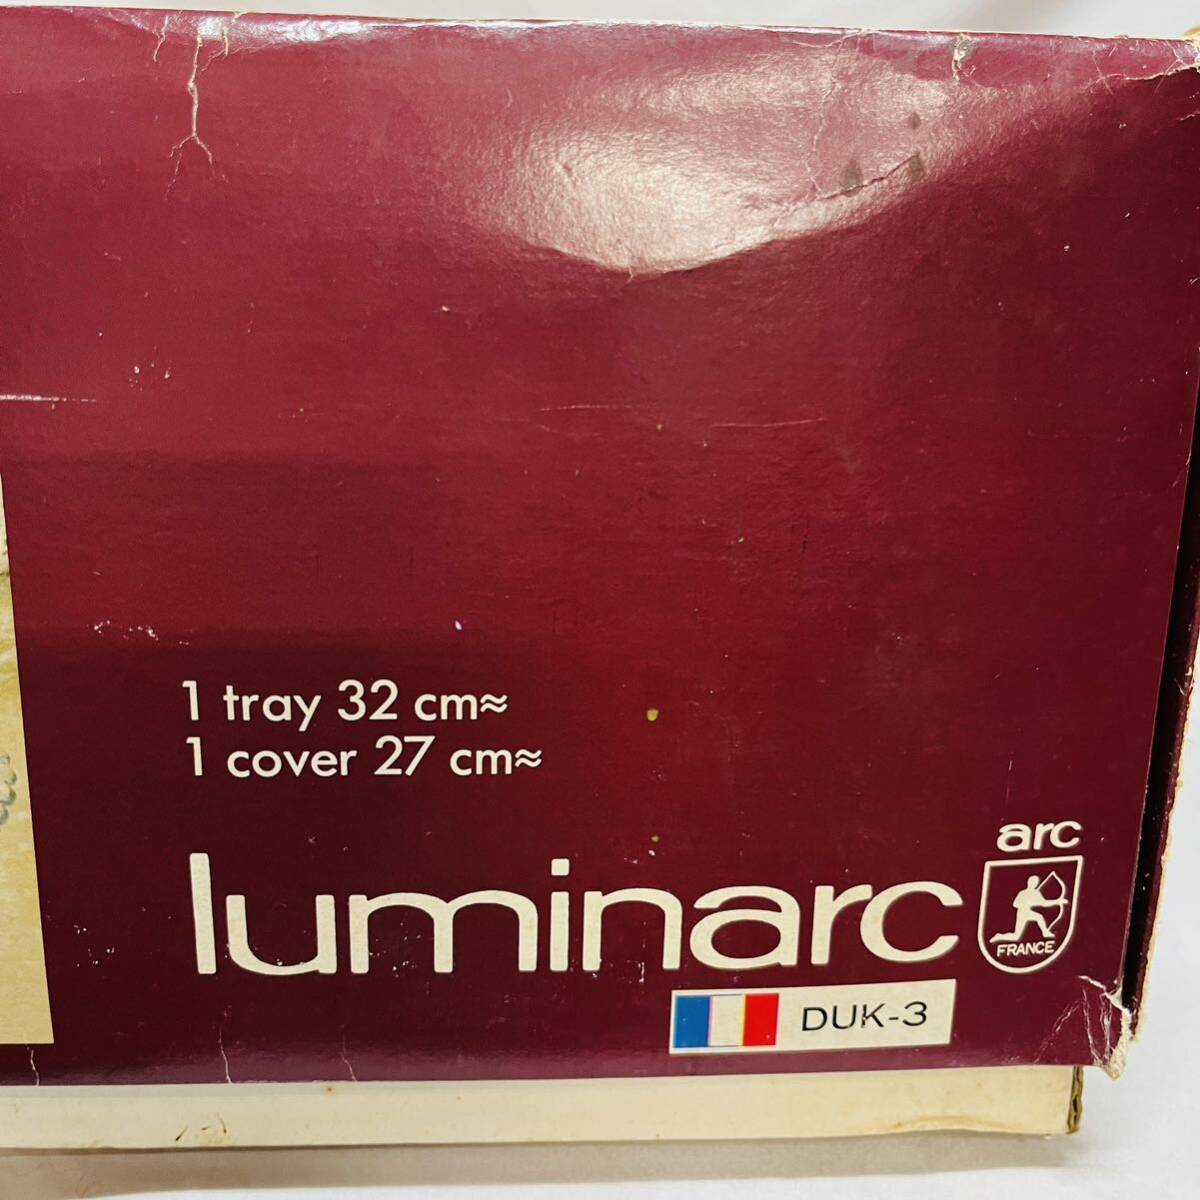 1 tray 32 cm≈
1 cover 27 cm≈
luminarc
arc
FRANCE
DUK-3